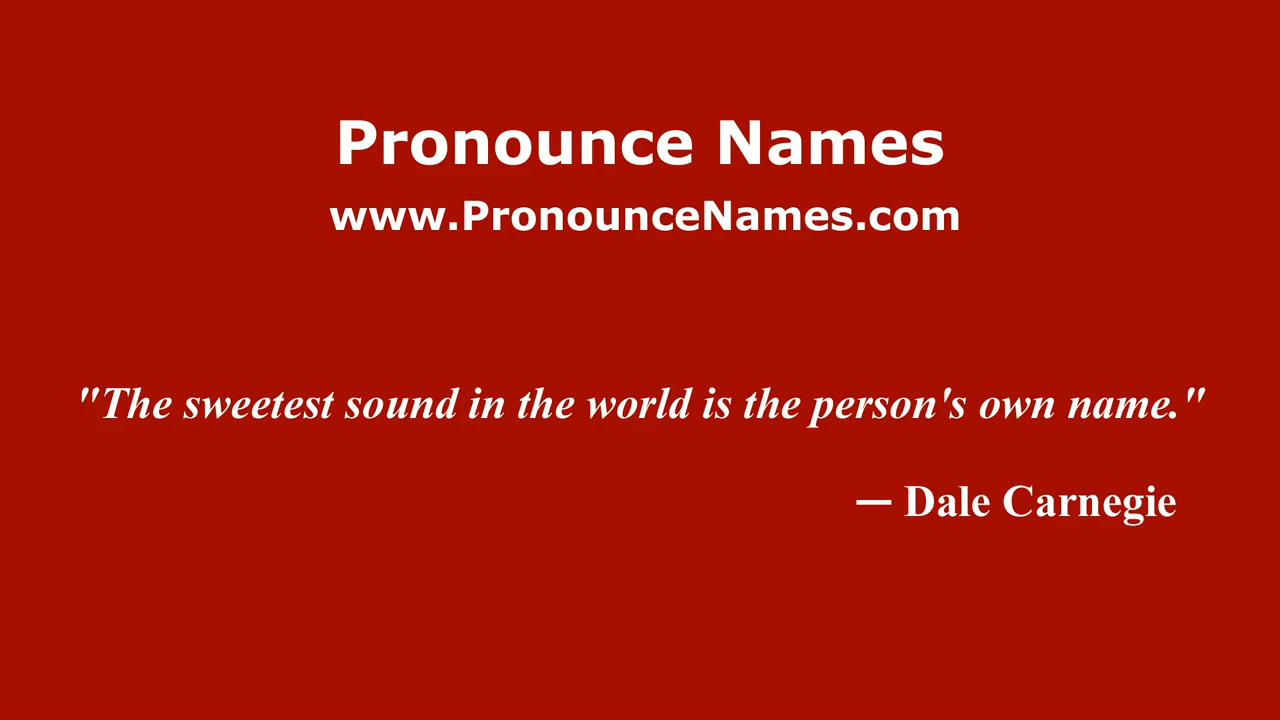 Pronounce Names
www.PronounceNames.com
"The sweetest sound in the world is the person's own name."
— Dale Carnegie